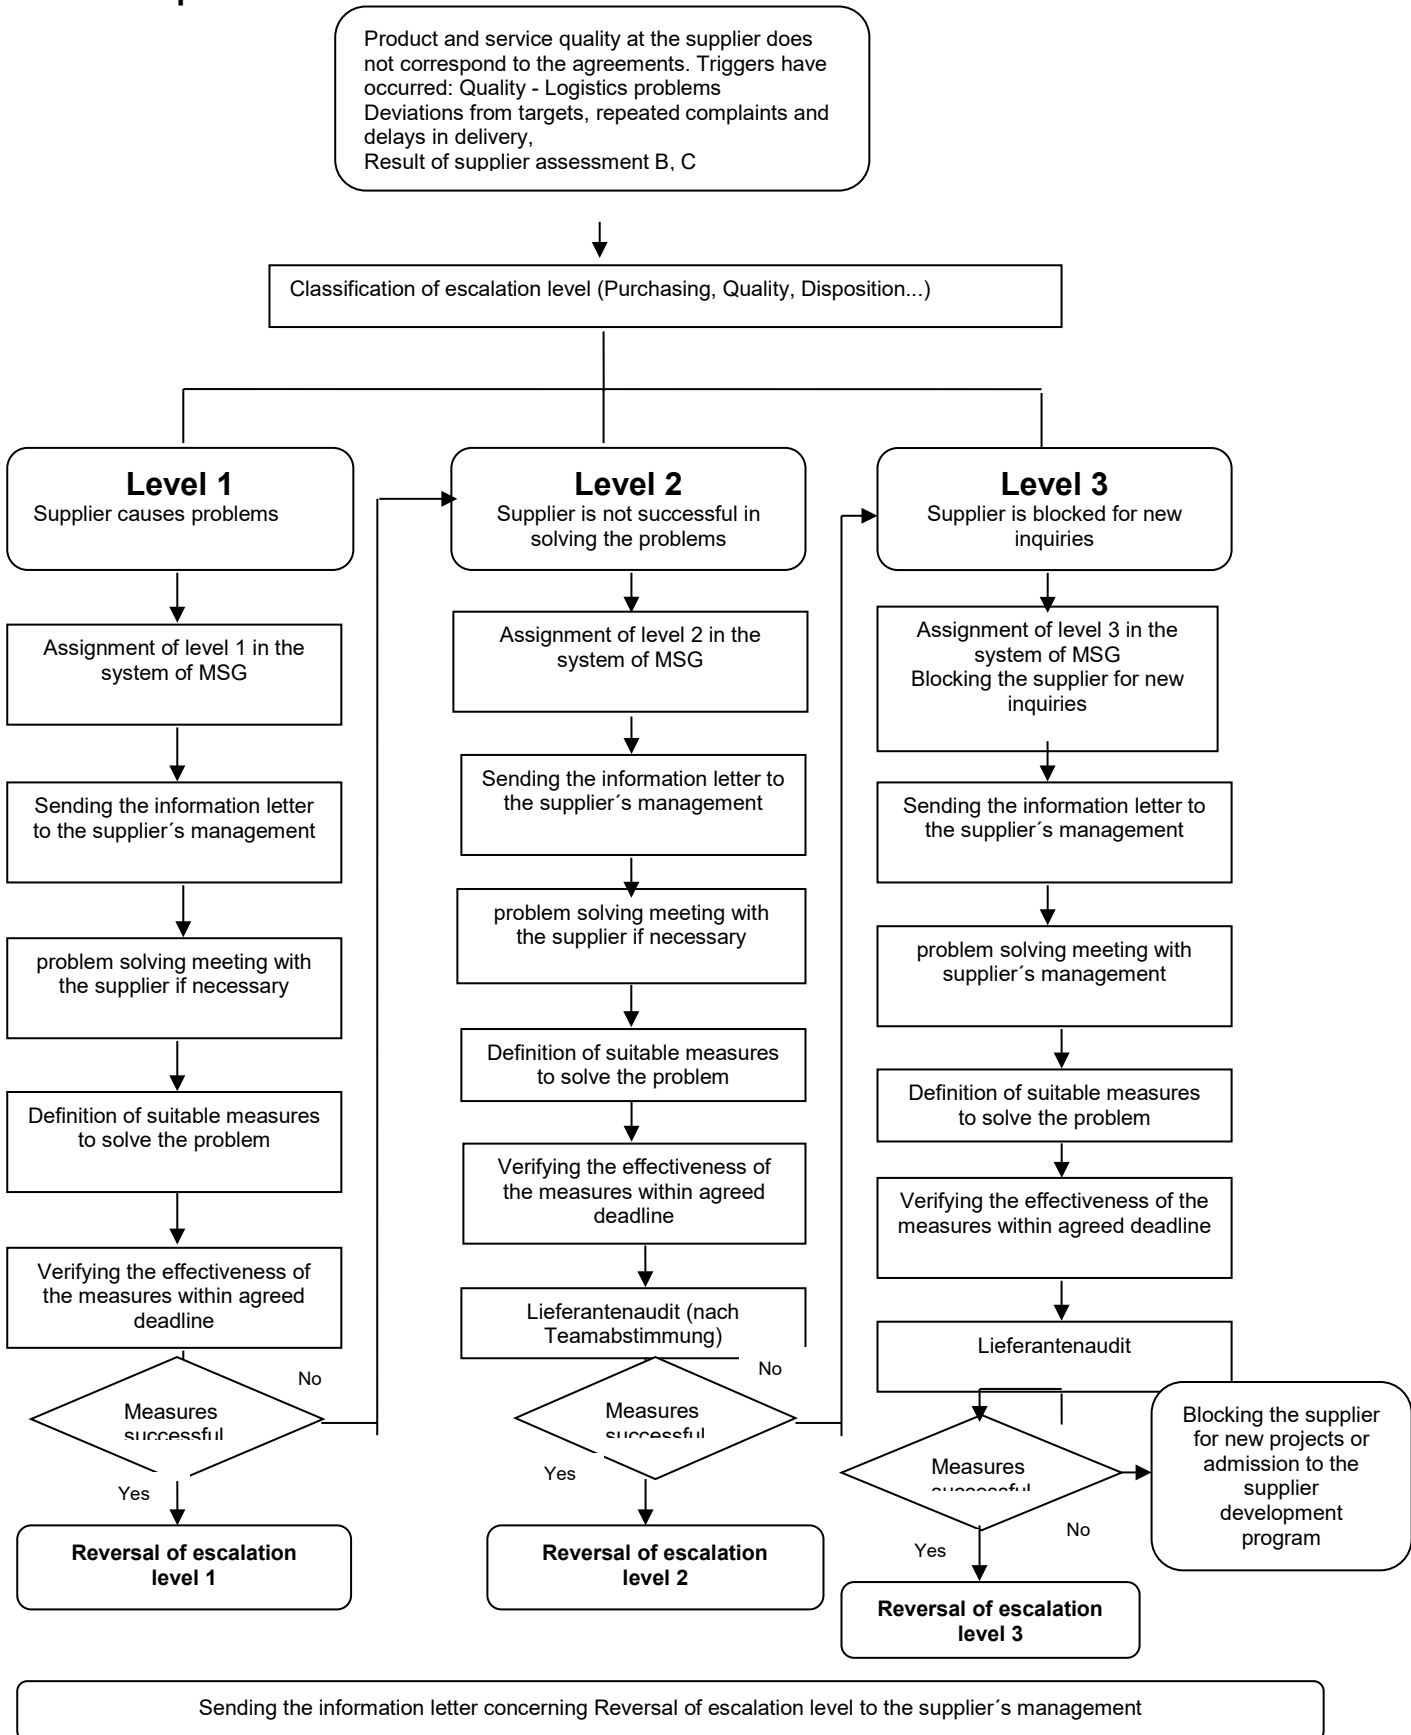 Product and service quality at the supplier does
not correspond to the agreements. Triggers have
occurred: Quality - Logistics problems
Deviations from targets, repeated complaints and
delays in delivery,
Result of supplier assessment B, C
Classification of escalation level (Purchasing, Quality, Disposition...)
Level 1
Supplier causes problems
Assignment of level 1 in the
system of MSG
Sending the information letter
to the supplier´s management
problem solving meeting with
the supplier if necessary
Definition of suitable measures
to solve the problem
Verifying the effectiveness of
the measures within agreed
deadline
No
Measures
successful
Yes
Reversal of escalation
level 1
Level 2
Supplier is not successful in
solving the problems
Assignment of level 2 in the
system of MSG
Sending the information letter to
the supplier´s management
problem solving meeting with
the supplier if necessary
Definition of suitable measures
to solve the problem
Verifying the effectiveness of
the measures within agreed
deadline
Lieferantenaudit (nach
Teamabstimmung)
No
Measures
successful
Yes
Reversal of escalation
level 2
Level 3
Supplier is blocked for new
inquiries
Assignment of level 3 in the
system of MSG
Blocking the supplier for new
inquiries
Sending the information letter to
the supplier´s management
problem solving meeting with
supplier´s management
Definition of suitable measures
to solve the problem
Verifying the effectiveness of the
measures within agreed deadline
Lieferantenaudit
Measures
successful
No
Yes
Blocking the supplier
for new projects or
admission to the
supplier
development
program
Reversal of escalation
level 3
Sending the information letter concerning Reversal of escalation level to the supplier´s management